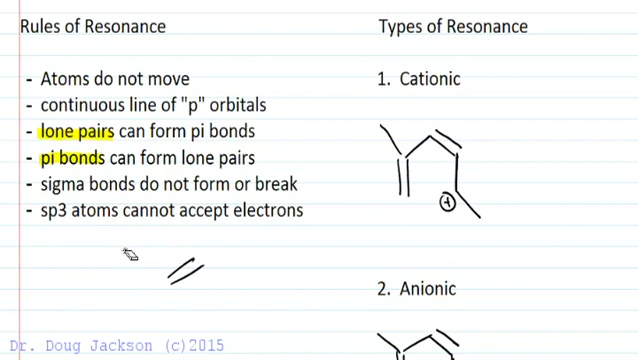 Rules of Resonance
- Atoms do not move
- continuous line of "p" orbitals
- lone pairs can form pi bonds
- pi bonds can form lone pairs
- sigma bonds do not form or break
- sp3 atoms cannot accept electrons
Types of Resonance
1. Cationic
+
2. Anionic
Dr. Doug Jackson (c)2015